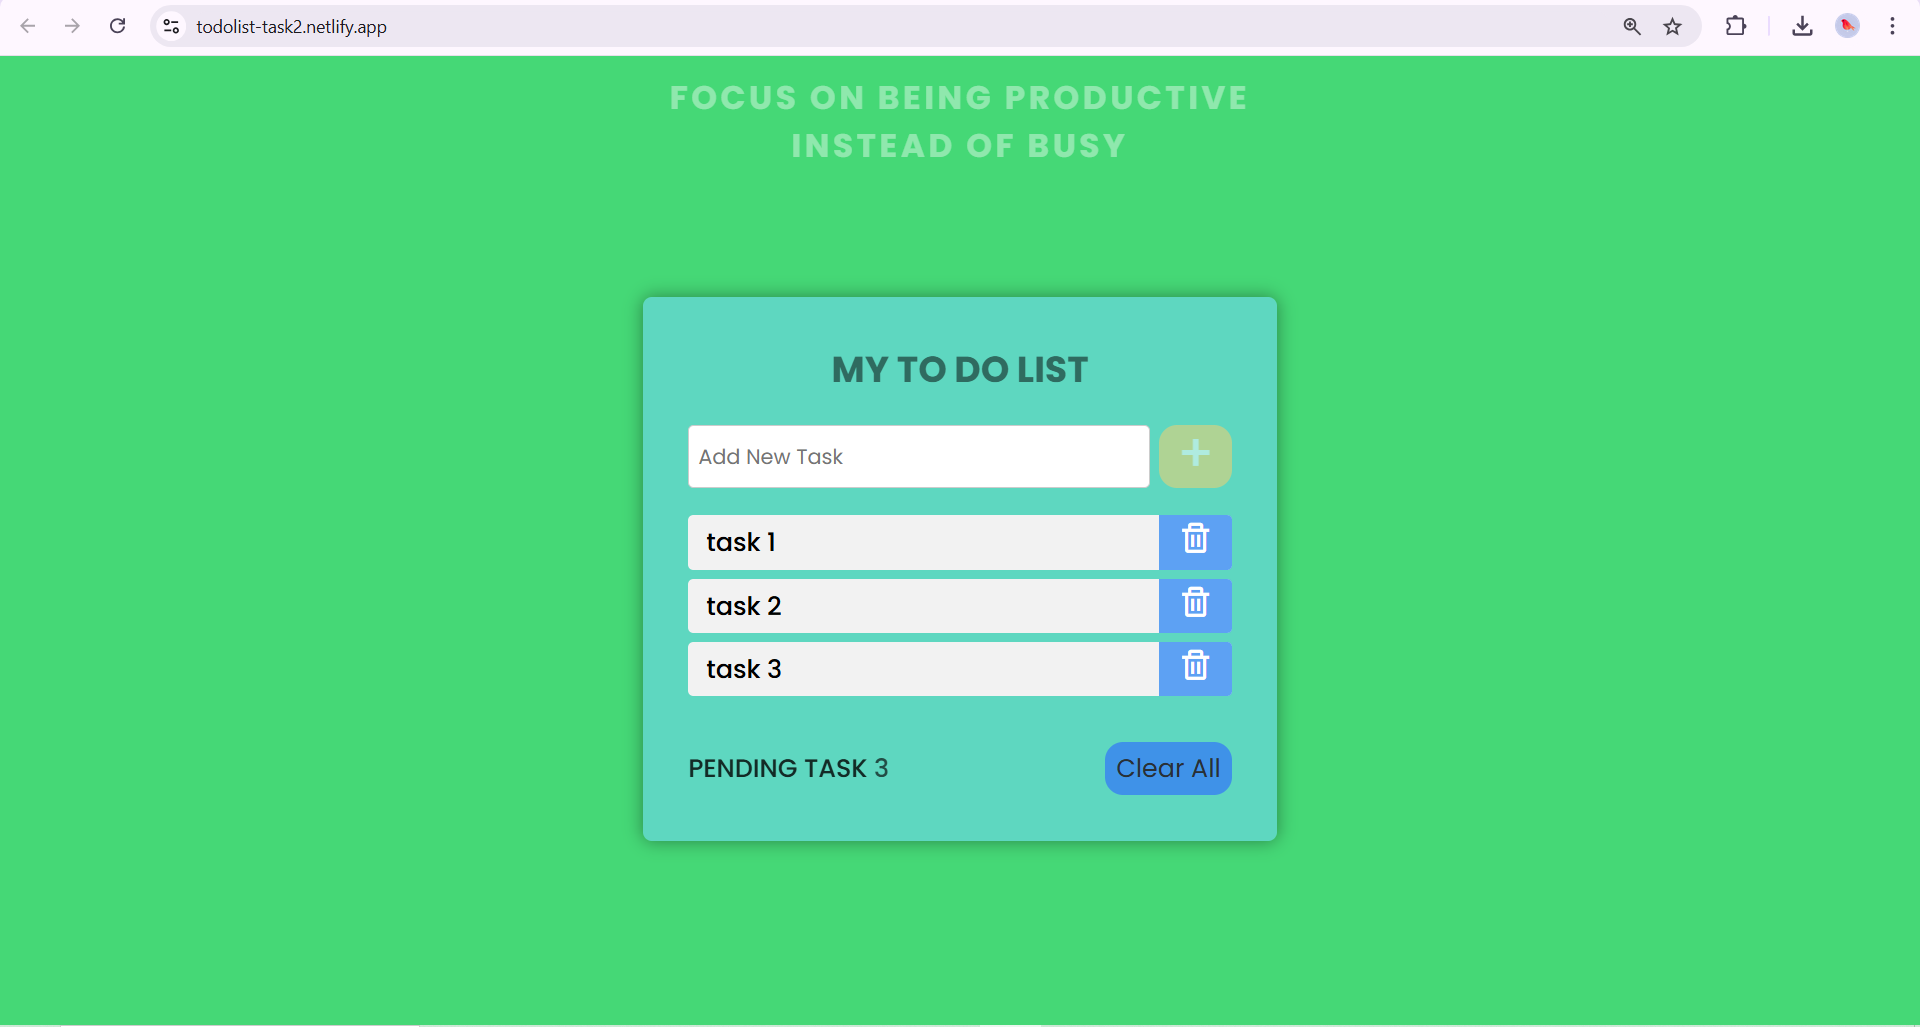 todolist-task2.netlify.app
FOCUS ON BEING PRODUCTIVE
INSTEAD OF BUSY
MY TO DO LIST
Add New Task
task 1
task 2
task 3
PENDING TASK 3
Clear All